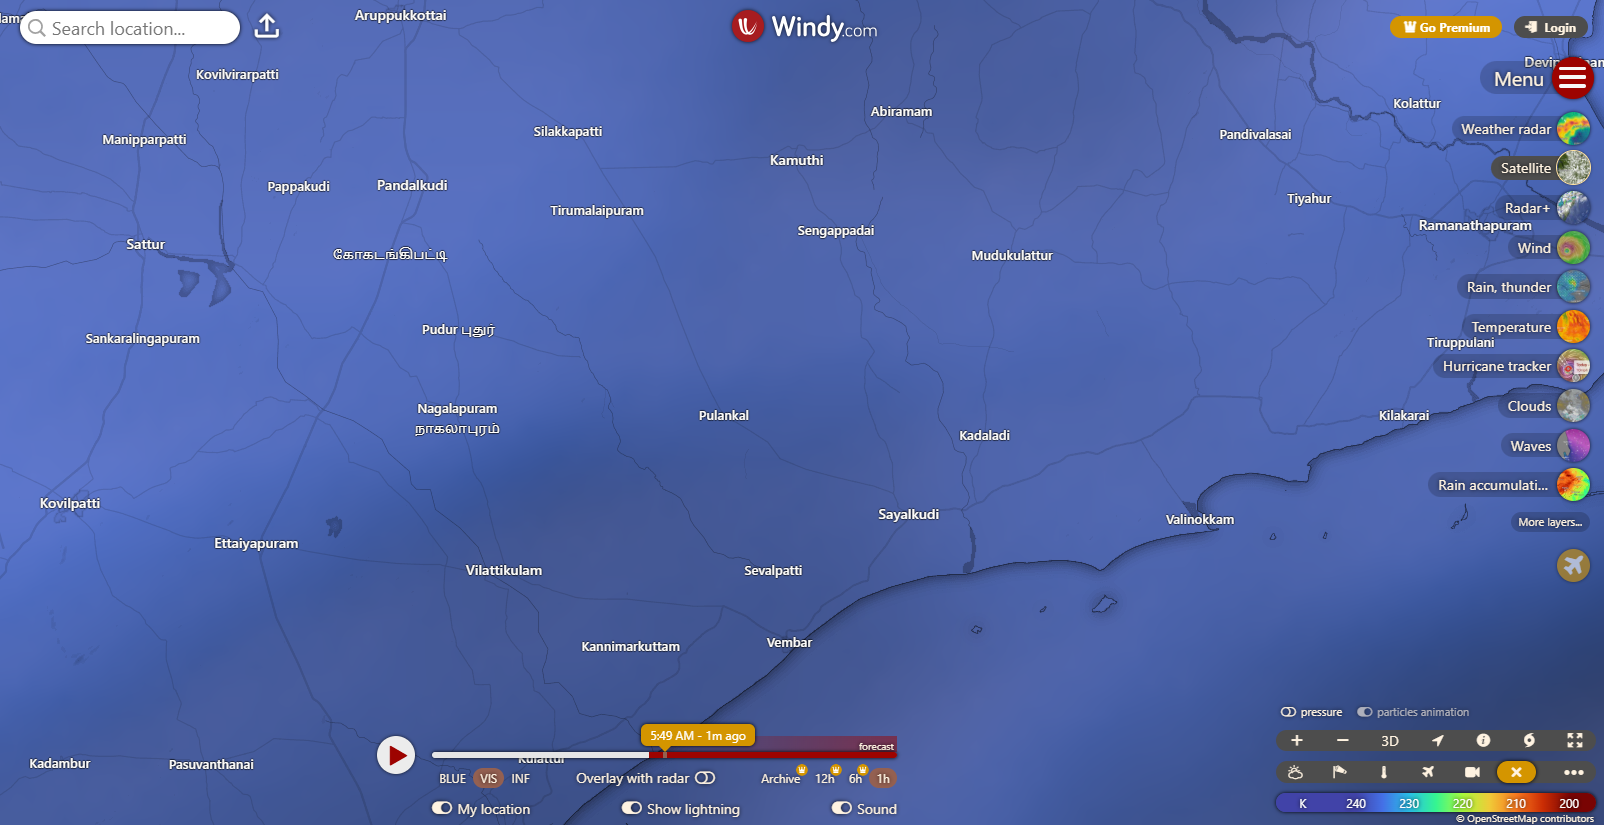 Search location...
Aruppukkottai
Windy.com
Go Premium
Login
Kovilvirarpatti
Menu
Abiramam
Kolattur
Manipparpatti
Silakkapatti
Pandivalasai
Weather radar
Kamuthi
Satellite
Pappakudi
Pandalkudi
Tirumalaipuram
Tiyahur
Radar+
Ramanathapuram
Sengappadai
Sattur
Wind
கோகடங்கிபட்டி
Mudukulattur
Rain, thunder
Pudur புதுர்
Temperature
Sankaralingapuram
Tiruppulani
Hurricane tracker
Nagalapuram
நாகலாபுரம்
Pulankal
Clouds
Kilakarai
Kadaladi
Waves
Rain accumulati...
Kovilpatti
Sayalkudi
Valinokkam
More layers...
Ettaiyapuram
Vilattikulam
Sevalpatti
Kannimarkuttam
Vembar
pressure
particles animation
5:49 AM - 1m ago
forecast
3D
Kadambur
Pasuvanthanai
Kulattur
BLUE VIS INF
Overlay with radar
Archive 12h 6h 1h
My location
Show lightning
Sound
K 240 230 220 210 200
© OpenStreetMap contributors